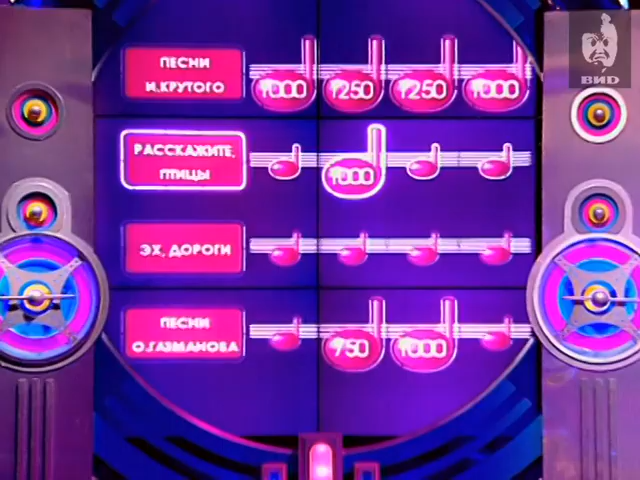 ВИD
ПЕСНИ
И.КРУТОГО
1000 1250 1250 1000
РАССКАЖИТЕ,
ПТИЦЫ
1000
ЭХ, ДОРОГИ
ПЕСНИ
О.ГАЗМАНОВА
750 1000